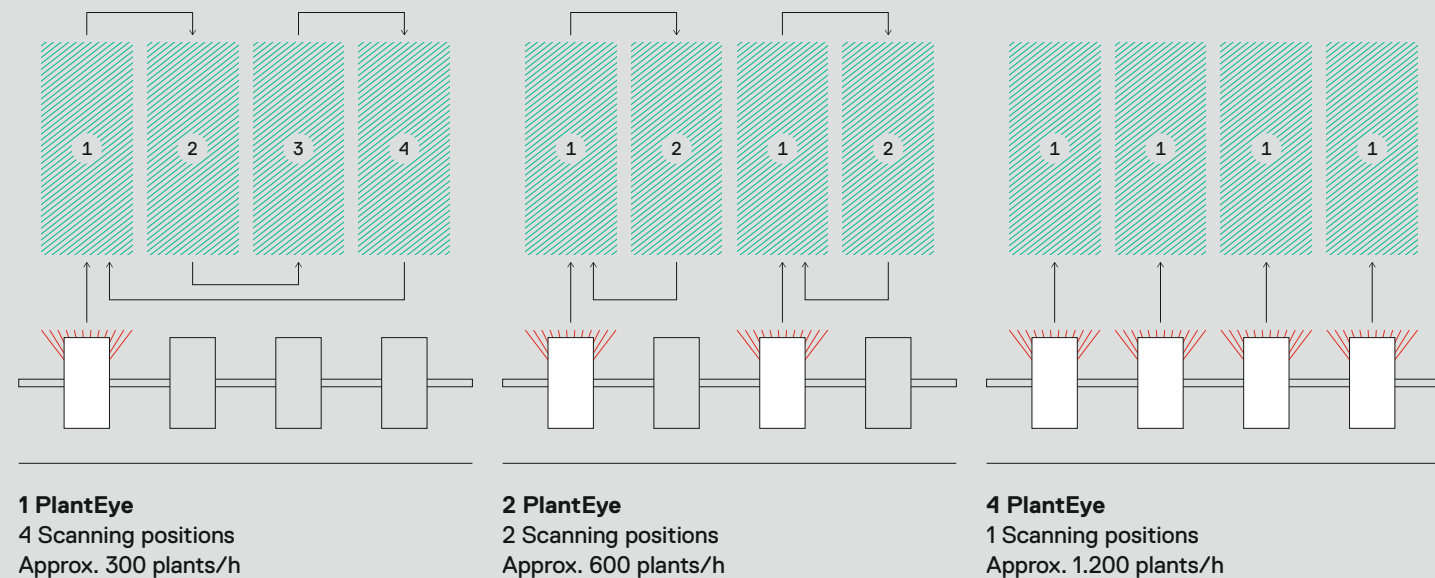 1 2 3 4
1 2 1 2
1 1 1 1
1 PlantEye
4 Scanning positions
Approx. 300 plants/h
2 PlantEye
2 Scanning positions
Approx. 600 plants/h
4 PlantEye
1 Scanning positions
Approx. 1.200 plants/h